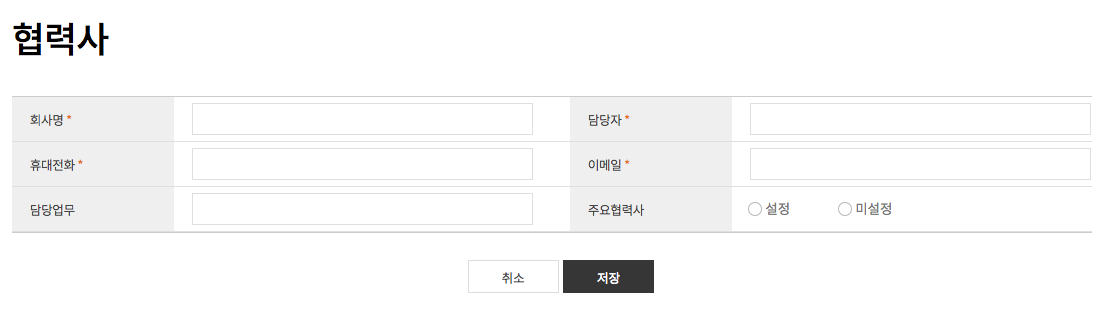 협력사
회사명 * 담당자 *
휴대전화 * 이메일 *
담당업무 주요협력사 설정 미설정
취소 저장